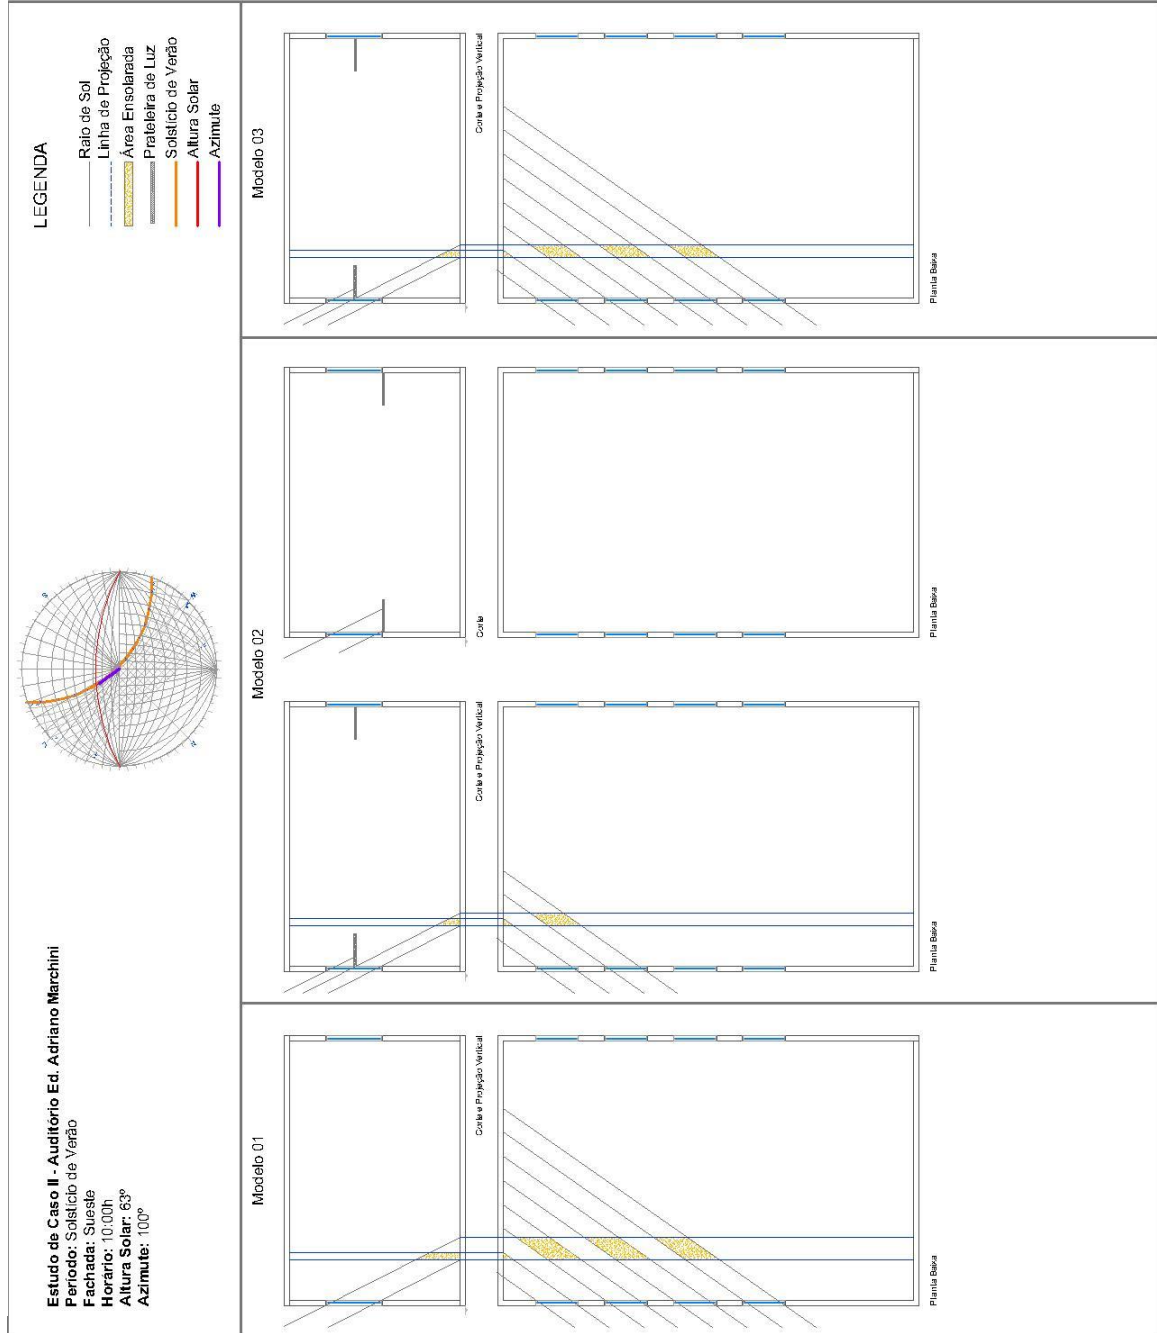 Estudo de Caso II - Auditório Ed. Adriano Marchini
Período: Solstício de Verão
Fachada: Sueste
Horário: 10:00h
Altura Solar: 63º
Azimute: 100º
LEGENDA
Raio de Sol
Linha de Projeção
Área Ensolarada
Prateleira de Luz
Solstício de Verão
Altura Solar
Azimute
Modelo 01
Corte e Projeção Vertical
Planta Baixa
Modelo 02
Corte e Projeção Vertical
Planta Baixa
Corte
Planta Baixa
Modelo 03
Corte e Projeção Vertical
Planta Baixa